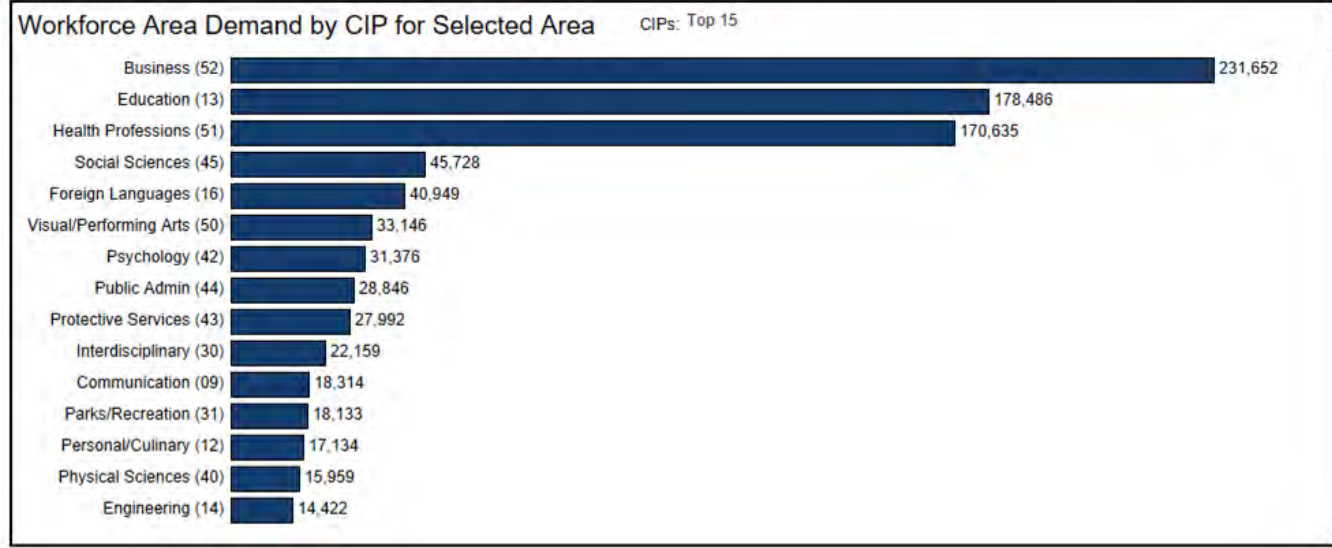 Workforce Area Demand by CIP for Selected Area CIPs: Top 15
Business (52) 231,652
Education (13) 178,486
Health Professions (51) 170,635
Social Sciences (45) 45,728
Foreign Languages (16) 40,949
Visual/Performing Arts (50) 33,146
Psychology (42) 31,376
Public Admin (44) 28,846
Protective Services (43) 27,992
Interdisciplinary (30) 22,159
Communication (09) 18,314
Parks/Recreation (31) 18,133
Personal/Culinary (12) 17,134
Physical Sciences (40) 15,959
Engineering (14) 14,422